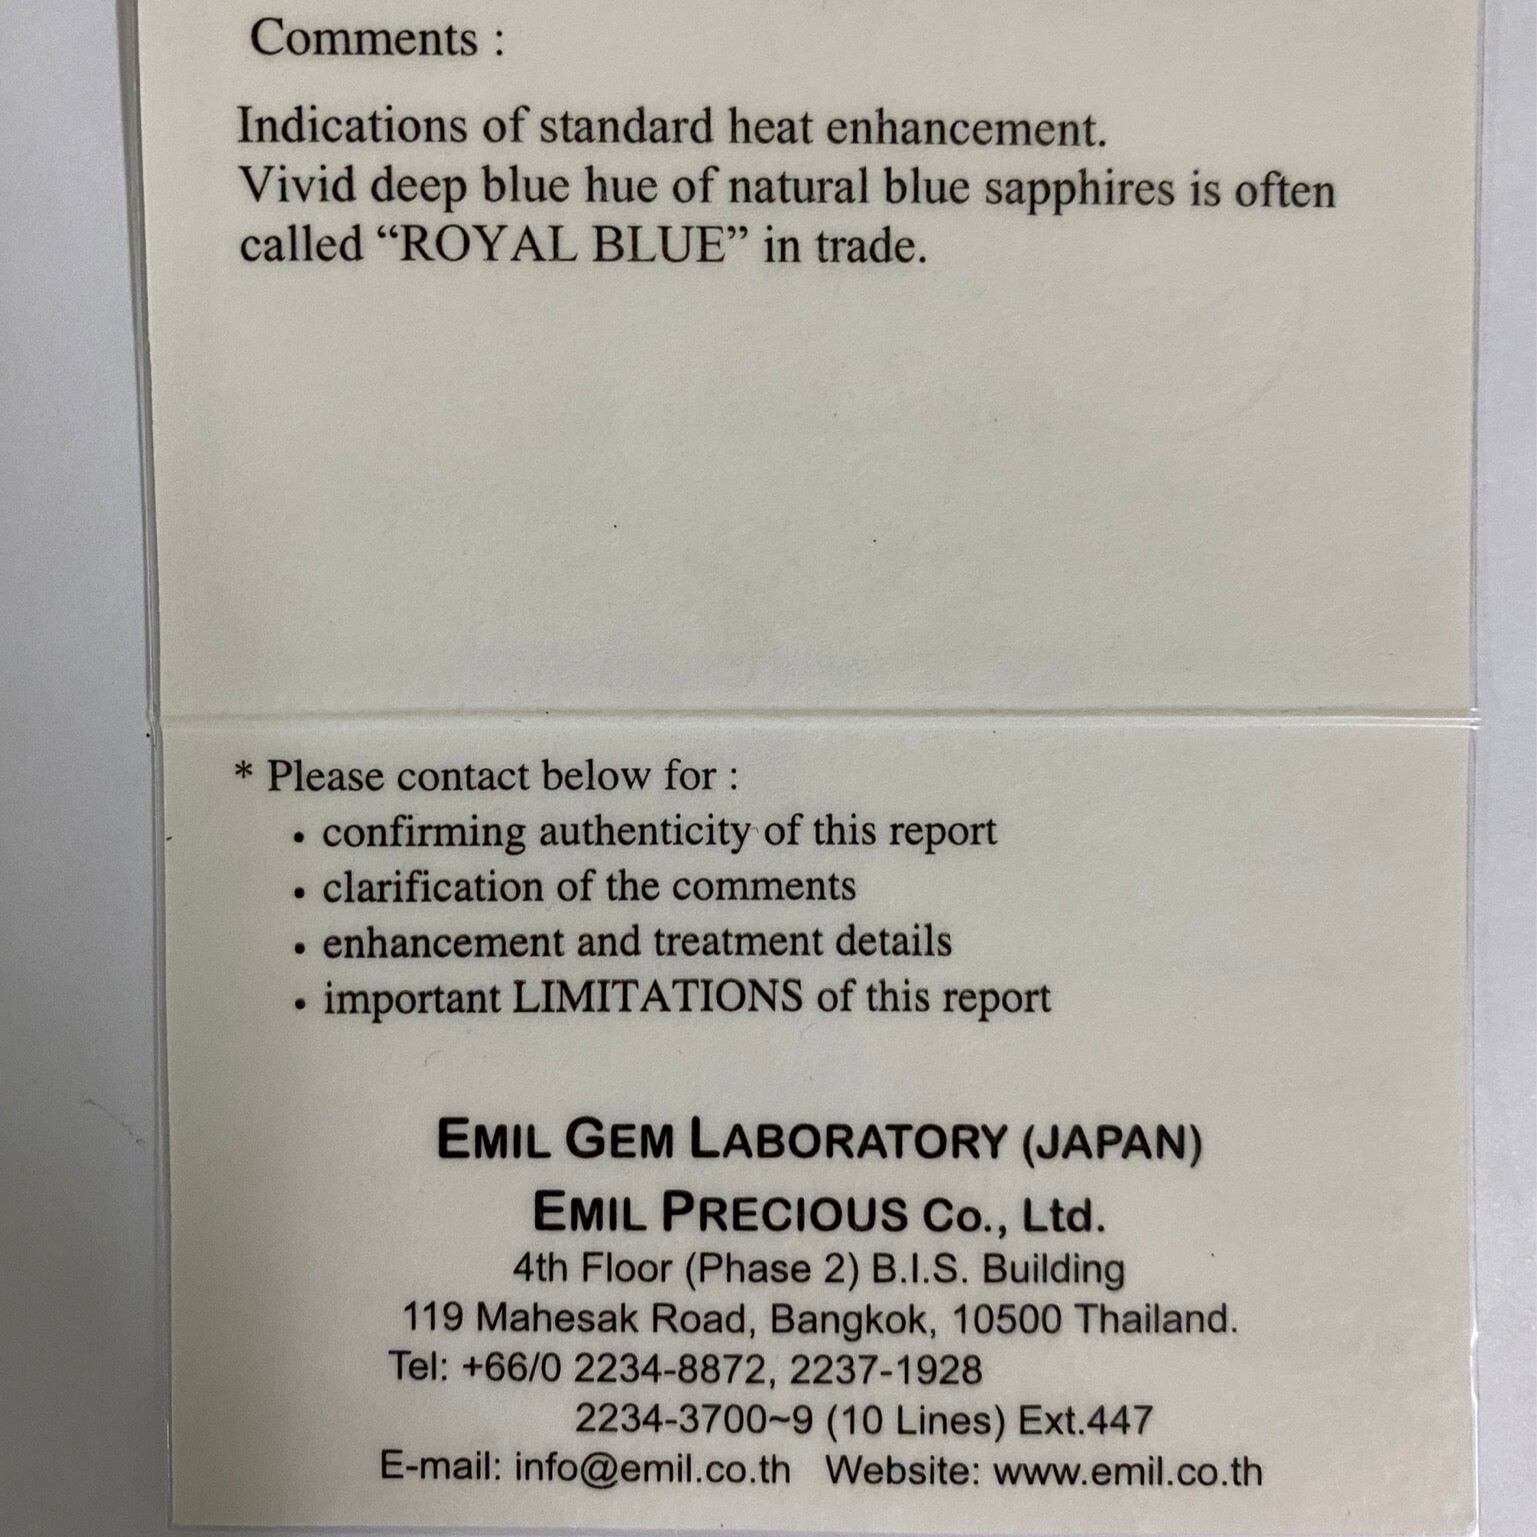 Comments :
Indications of standard heat enhancement.
Vivid deep blue hue of natural blue sapphires is often
called “ROYAL BLUE” in trade.
* Please contact below for :
• confirming authenticity of this report
• clarification of the comments
• enhancement and treatment details
• important LIMITATIONS of this report
EMIL GEM LABORATORY (JAPAN)
EMIL PRECIOUS Co., Ltd.
4th Floor (Phase 2) B.I.S. Building
119 Mahesak Road, Bangkok, 10500 Thailand.
Tel: +66/0 2234-8872, 2237-1928
2234-3700~9 (10 Lines) Ext.447
E-mail: info@emil.co.th Website: www.emil.co.th